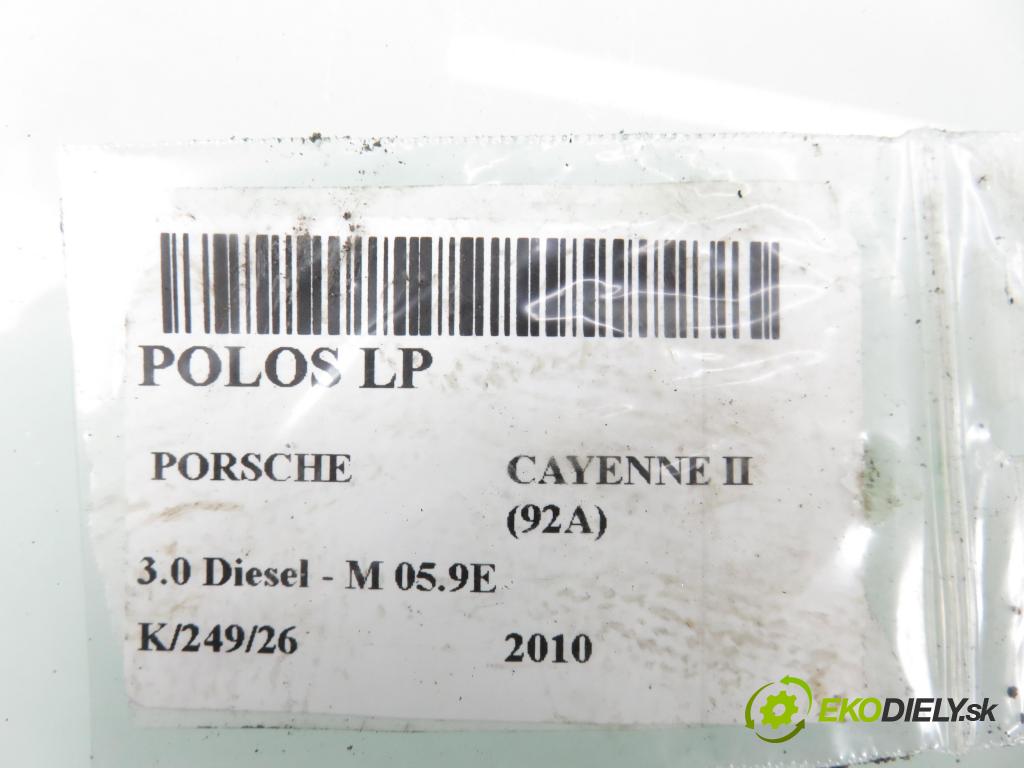 POLOS LP
PORSCHE CAYENNE II
(92A)
3.0 Diesel - M 05.9E
K/249/26 2010
EKODIELY.sk